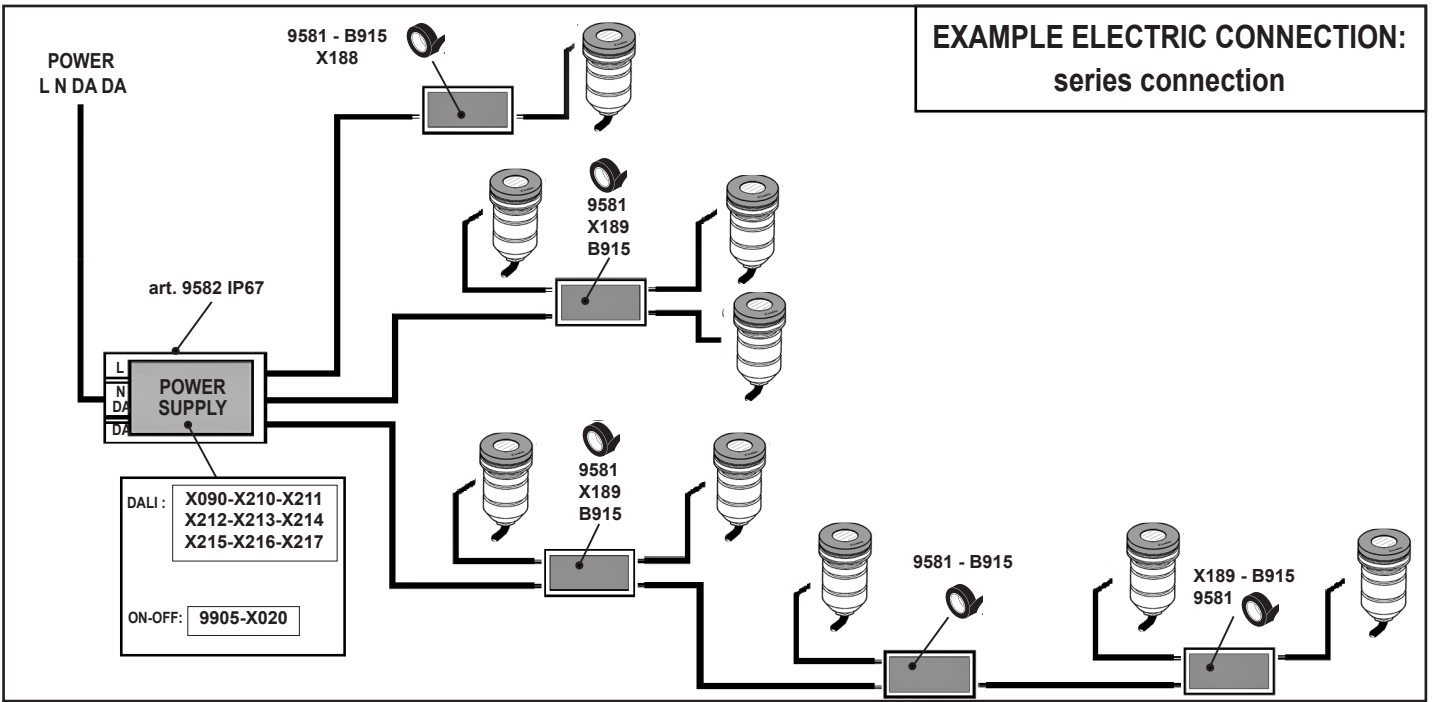 EXAMPLE ELECTRIC CONNECTION:
series connection
POWER
L N DA DA
9581 - B915
X188
9581
X189
B915
art. 9582 IP67
L
N
DA
DA
POWER
SUPPLY
9581
X189
B915
DALI :
X090-X210-X211
X212-X213-X214
X215-X216-X217
ON-OFF:
9905-X020
9581 - B915
X189 - B915
9581